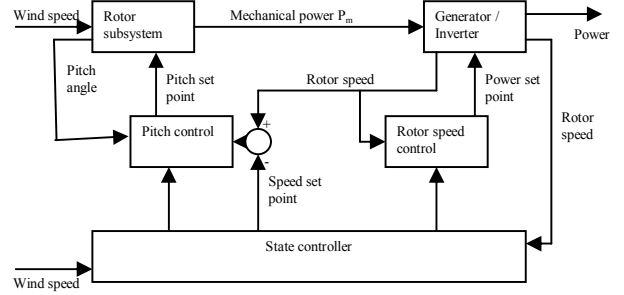 Wind speed
Rotor
subsystem
Mechanical power Pm
Generator /
Inverter
Power
Pitch
angle
Pitch set
point
Rotor speed
Power set
point
Rotor
speed
Pitch control
+
-
Rotor speed
control
Speed set
point
State controller
Wind speed